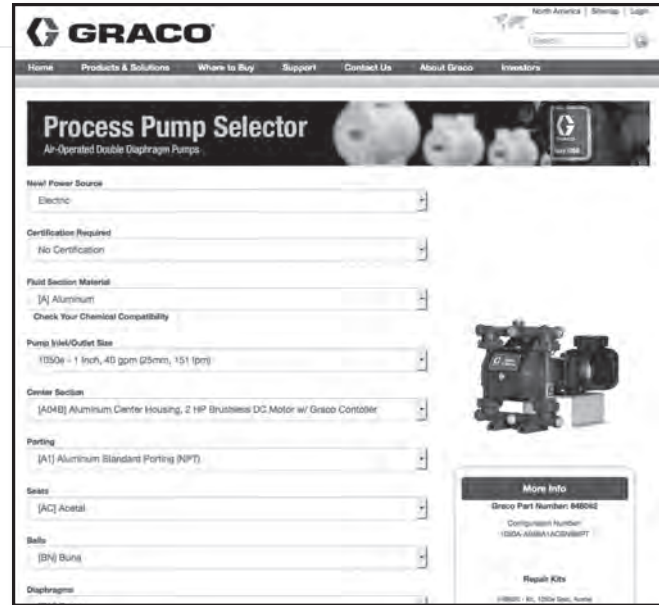 North America | Sitemap | Login
GRACO
Search
Home Products & Solutions Where to Buy Support Contact Us About Graco Investors
Process Pump Selector
Air-Operated Double Diaphragm Pumps
New! Power Source
Electric
Certification Required
No Certification
Fluid Section Material
[A] Aluminum
Check Your Chemical Compatibility
Pump Inlet/Outlet Size
1050e - 1 Inch, 40 gpm (25mm, 151 lpm)
Center Section
[A04B] Aluminum Center Housing, 2 HP Brushless DC Motor w/ Graco Contoller
Porting
[A1] Aluminum Standard Porting (NPT)
Seats
[AC] Acetal
Balls
[BN] Buna
Diaphragms
More Info
Graco Part Number:
Configuration Number
Repair Kits